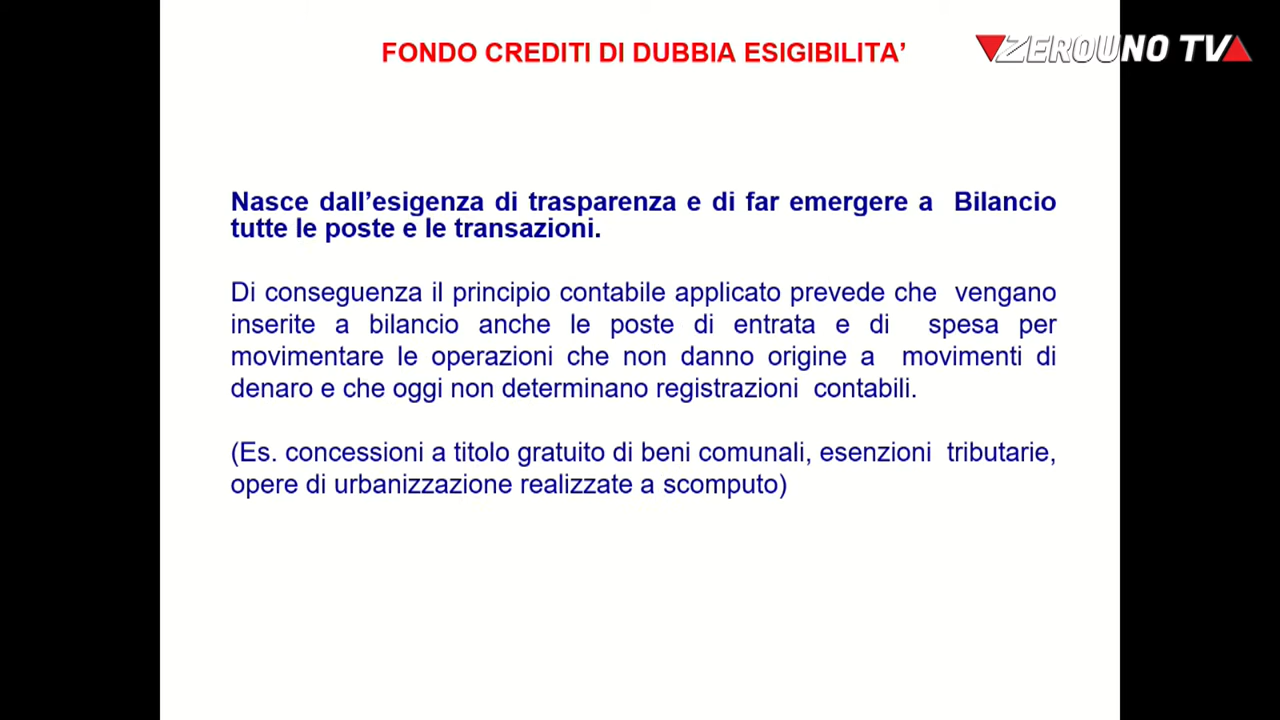 FONDO CREDITI DI DUBBIA ESIGIBILITA’
ZEROUNO TV
Nasce dall’esigenza di trasparenza e di far emergere a Bilancio
tutte le poste e le transazioni.
Di conseguenza il principio contabile applicato prevede che vengano
inserite a bilancio anche le poste di entrata e di spesa per
movimentare le operazioni che non danno origine a movimenti di
denaro e che oggi non determinano registrazioni contabili.
(Es. concessioni a titolo gratuito di beni comunali, esenzioni tributarie,
opere di urbanizzazione realizzate a scomputo)